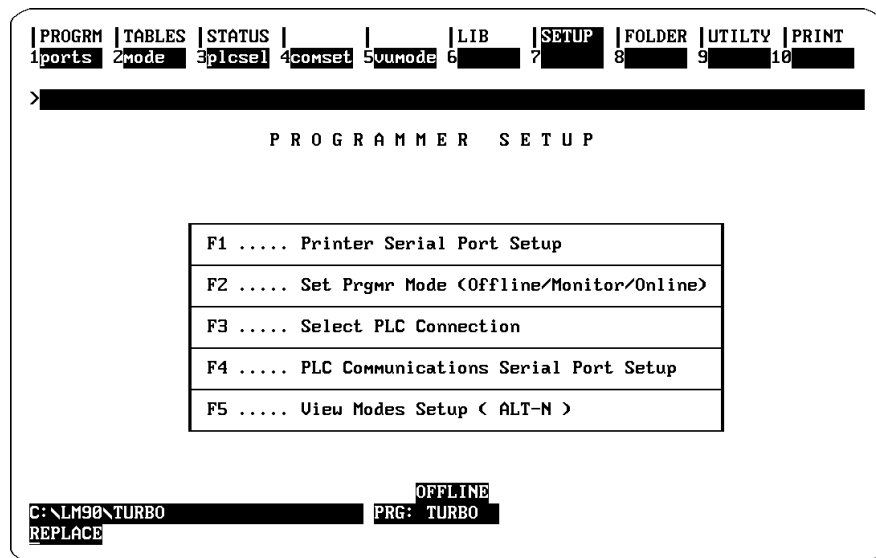 |PROGRM |TABLES |STATUS | | |LIB |SETUP |FOLDER |UTILTY |PRINT
1ports 2mode 3plcsel 4comset 5vumode 6 7 8 9 10
>
P R O G R A M M E R S E T U P
F1 ..... Printer Serial Port Setup
F2 ..... Set Prgmr Mode (Offline/Monitor/Online)
F3 ..... Select PLC Connection
F4 ..... PLC Communications Serial Port Setup
F5 ..... View Modes Setup ( ALT-N )
OFFLINE
C:\LM90\TURBO PRG: TURBO
REPLACE